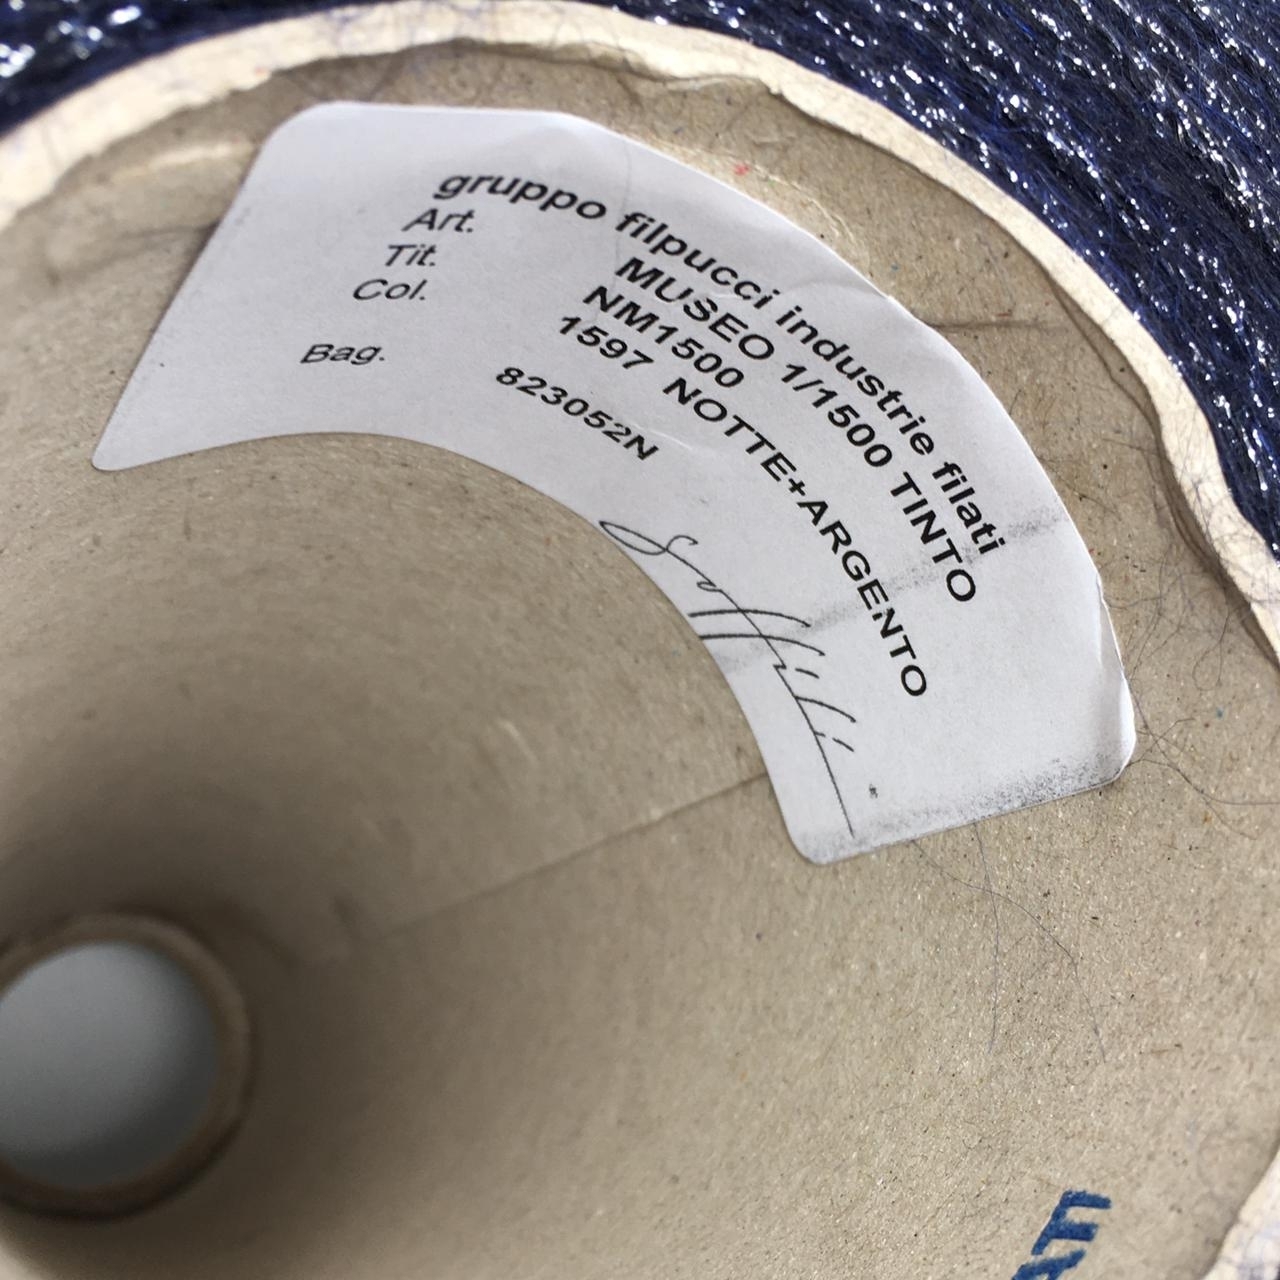 gruppo filpucci industrie filati
Art. MUSEO 1/1500 TINTO
Tit. NM1500
Col. 1597 NOTTE+ARGENTO
Bag. 823052N